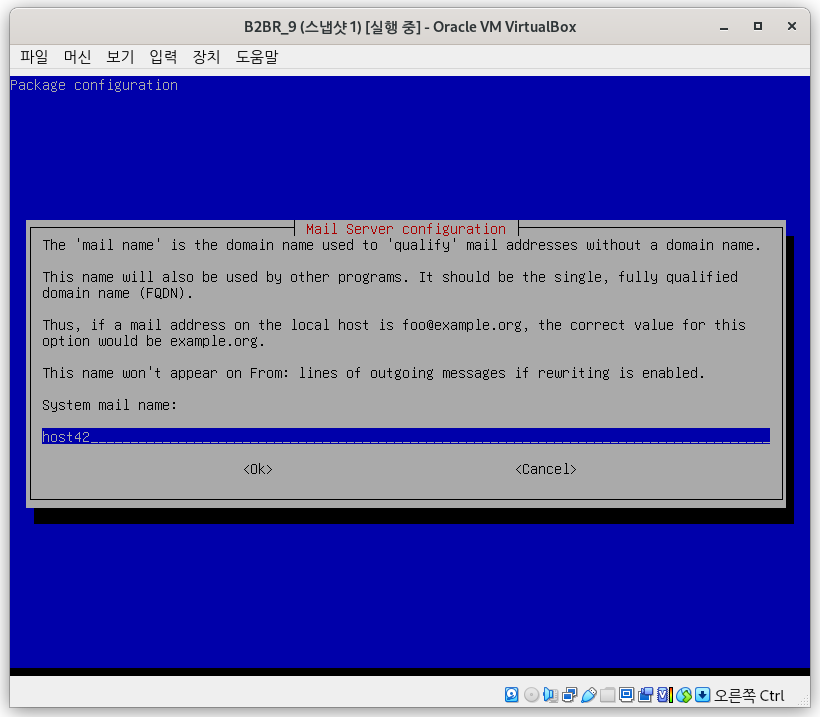 B2BR_9 (스냅샷 1) [실행 중] - Oracle VM VirtualBox
파일 머신 보기 입력 장치 도움말
Package configuration
Mail Server configuration
The 'mail name' is the domain name used to 'qualify' mail addresses without a domain name.
This name will also be used by other programs. It should be the single, fully qualified
domain name (FQDN).
Thus, if a mail address on the local host is foo@example.org, the correct value for this
option would be example.org.
This name won't appear on From: lines of outgoing messages if rewriting is enabled.
System mail name:
host42
<Ok> <Cancel>
오른쪽 Ctrl